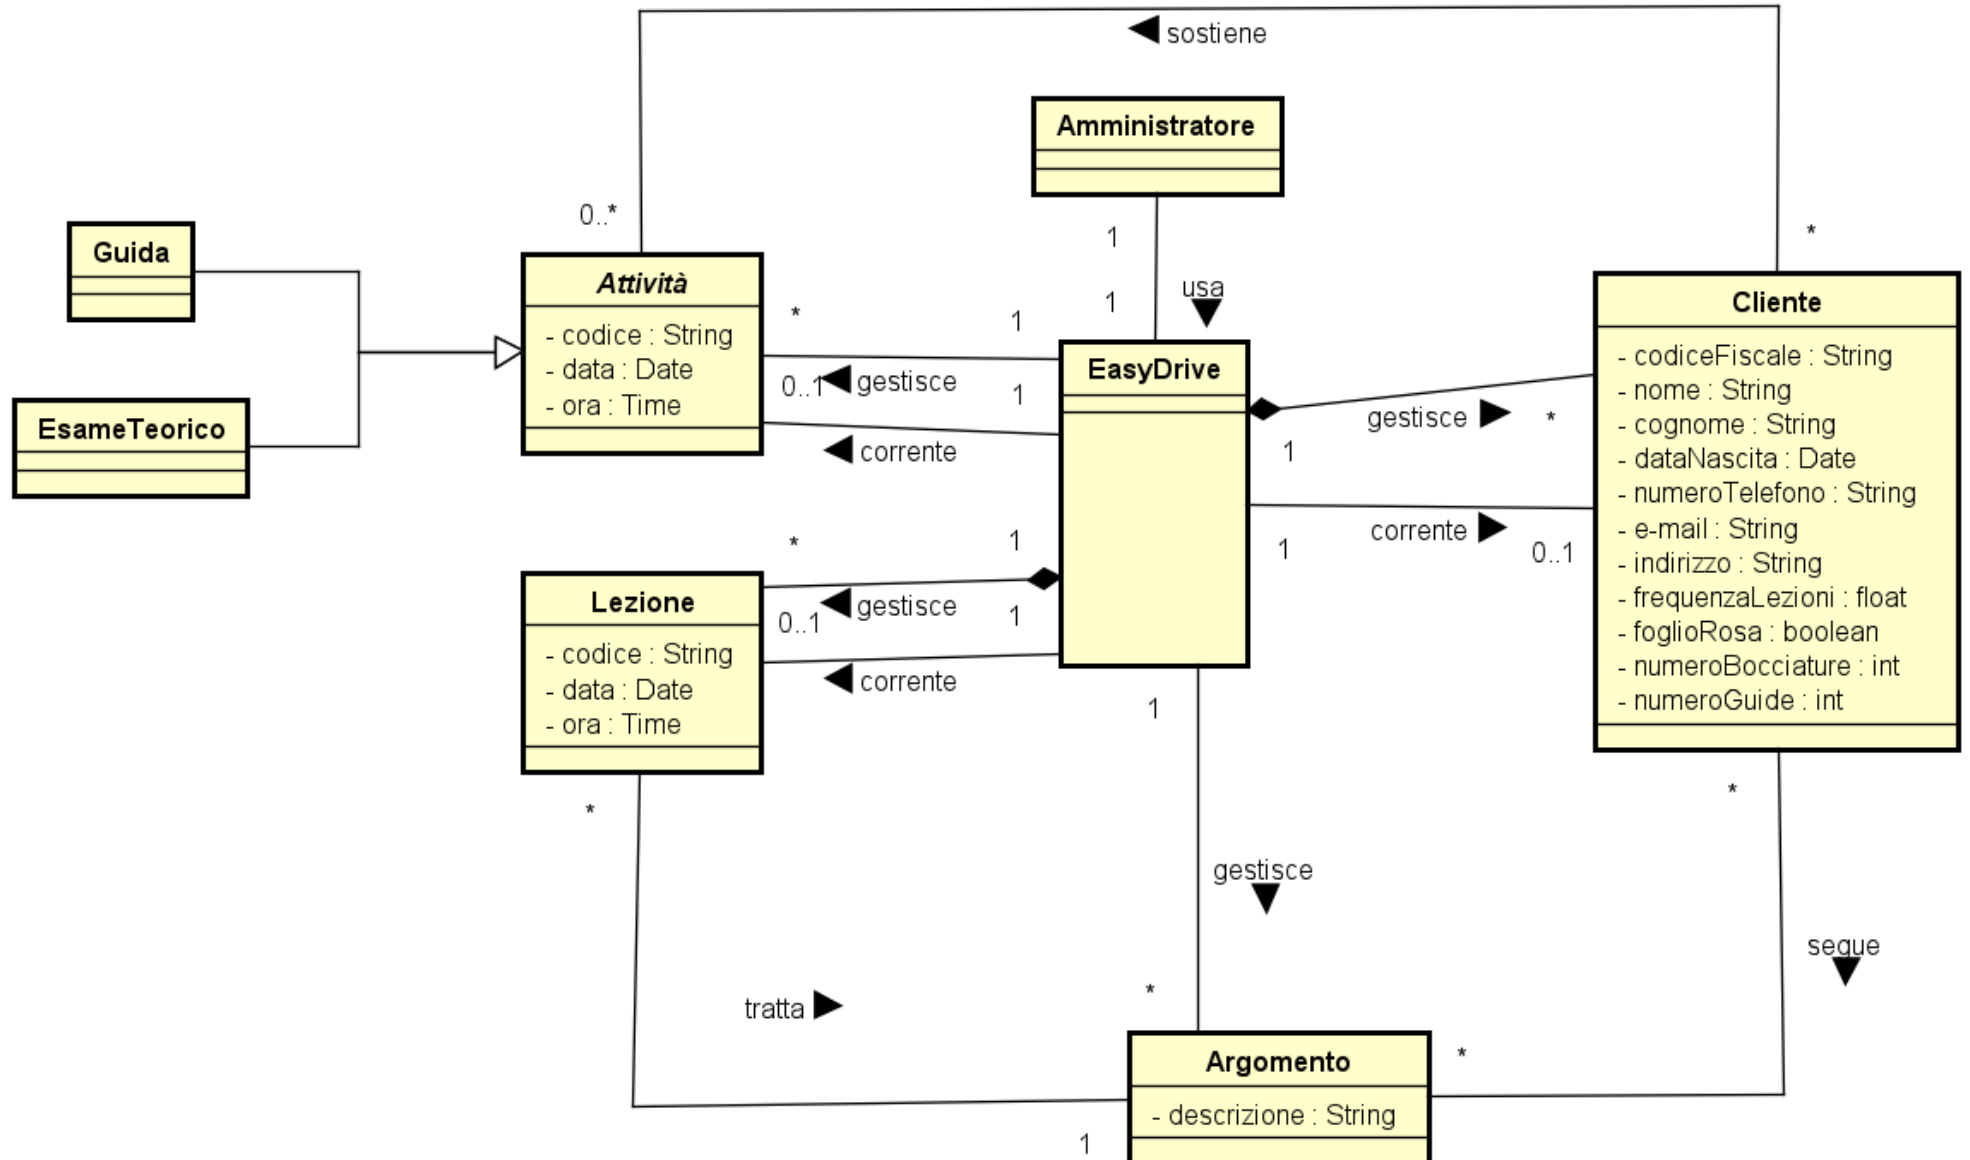 sostiene
Amministratore
0..*
1
*
Guida
Attività
1
usa
Cliente
*
1
- codice : String
- data : Date
- ora : Time
EasyDrive
- codiceFiscale : String
- nome : String
- cognome : String
- dataNascita : Date
- numeroTelefono : String
- e-mail : String
- indirizzo : String
- frequenzaLezioni : float
- foglioRosa : boolean
- numeroBocciature : int
- numeroGuide : int
0..1
gestisce
1
gestisce
*
EsameTeorico
corrente
1
corrente
*
1
1
0..1
Lezione
gestisce
0..1
1
- codice : String
- data : Date
- ora : Time
corrente
1
*
*
gestisce
segue
*
tratta
Argomento
*
- descrizione : String
1